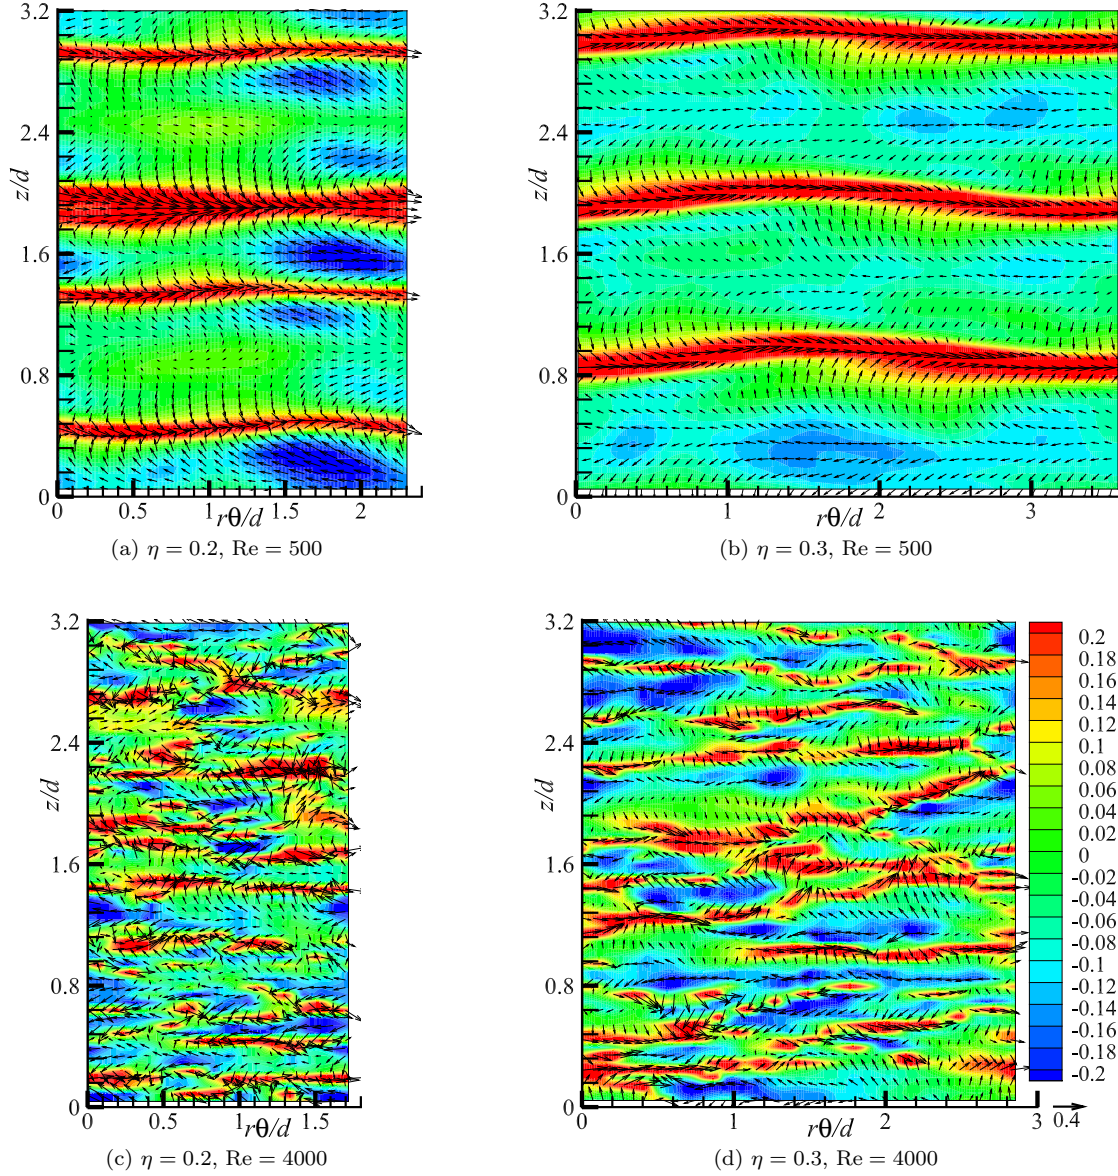 3.2
2.4
1.6
0.8
0
z/d
0 0.5 1 1.5 2
rθ/d
(a) η = 0.2, Re = 500
3.2
2.4
1.6
0.8
0
z/d
0 1 2 3
rθ/d
(b) η = 0.3, Re = 500
3.2
2.4
1.6
0.8
0
z/d
0 0.5 1 1.5
rθ/d
(c) η = 0.2, Re = 4000
3.2
2.4
1.6
0.8
0
z/d
0 1 2 3
rθ/d
(d) η = 0.3, Re = 4000
0.2
0.18
0.16
0.14
0.12
0.1
0.08
0.06
0.04
0.02
0
-0.02
-0.04
-0.06
-0.08
-0.1
-0.12
-0.14
-0.16
-0.18
-0.2
0.4